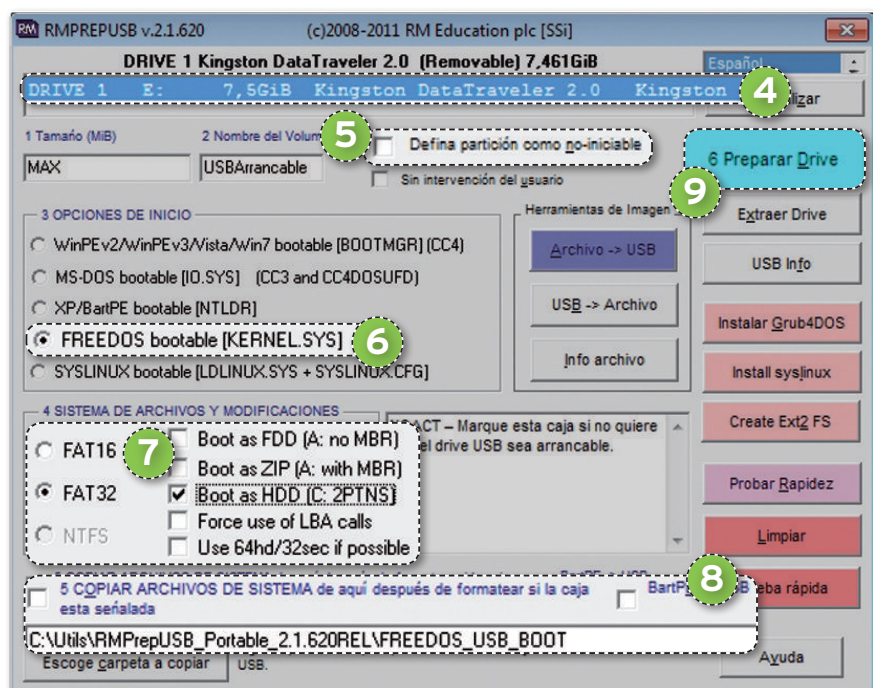 RM RMPREPUSB v.2.1.620 (c)2008-2011 RM Education plc [SSi]
DRIVE 1 Kingston DataTraveler 2.0 (Removable) 7,461GiB
Español
DRIVE 1 E: 7,5GiB Kingston DataTraveler 2.0 Kingston
4
1 Tamaño (MiB)
2 Nombre del
5
Defina partición como no-iniciable
6 Preparar Drive
MAX
USBArrancable
Sin intervención del usuario
9
3 OPCIONES DE INICIO
Herramientas de Imagen
Extraer Drive
WinPEv2/WinPEv3/Vista/Win7 bootable [BOOTMGR] (CC4)
Archivo -> USB
MS-DOS bootable [IO.SYS] (CC3 and CC4DOSUFD)
USB Info
XP/BartPE bootable [NTLDR]
USB -> Archivo
FREEDOS bootable [KERNEL.SYS]
6
Instalar Grub4DOS
SYSLINUX bootable [LDLINUX.SYS + SYSLINUX.CFG]
Info archivo
Install syslinux
4 SISTEMA DE ARCHIVOS Y MODIFICACIONES
ACT – Marque esta caja si no quiere
el drive USB sea arrancable.
Create Ext2 FS
FAT16
7
Boot as FDD (A: no MBR)
Boot as ZIP (A: with MBR)
FAT32
Boot as HDD (C: 2PTNS)
Probar Rapidez
Force use of LBA calls
NTFS
Use 64hd/32sec if possible
Limpiar
8
5 COPIAR ARCHIVOS DE SISTEMA de aquí después de formatear si la caja
esta señalada
rápida
C:\Utils\RMPrepUSB_Portable_2.1.620REL\FREEDOS_USB_BOOT
Escoge carpeta a copiar
USB.
Ayuda